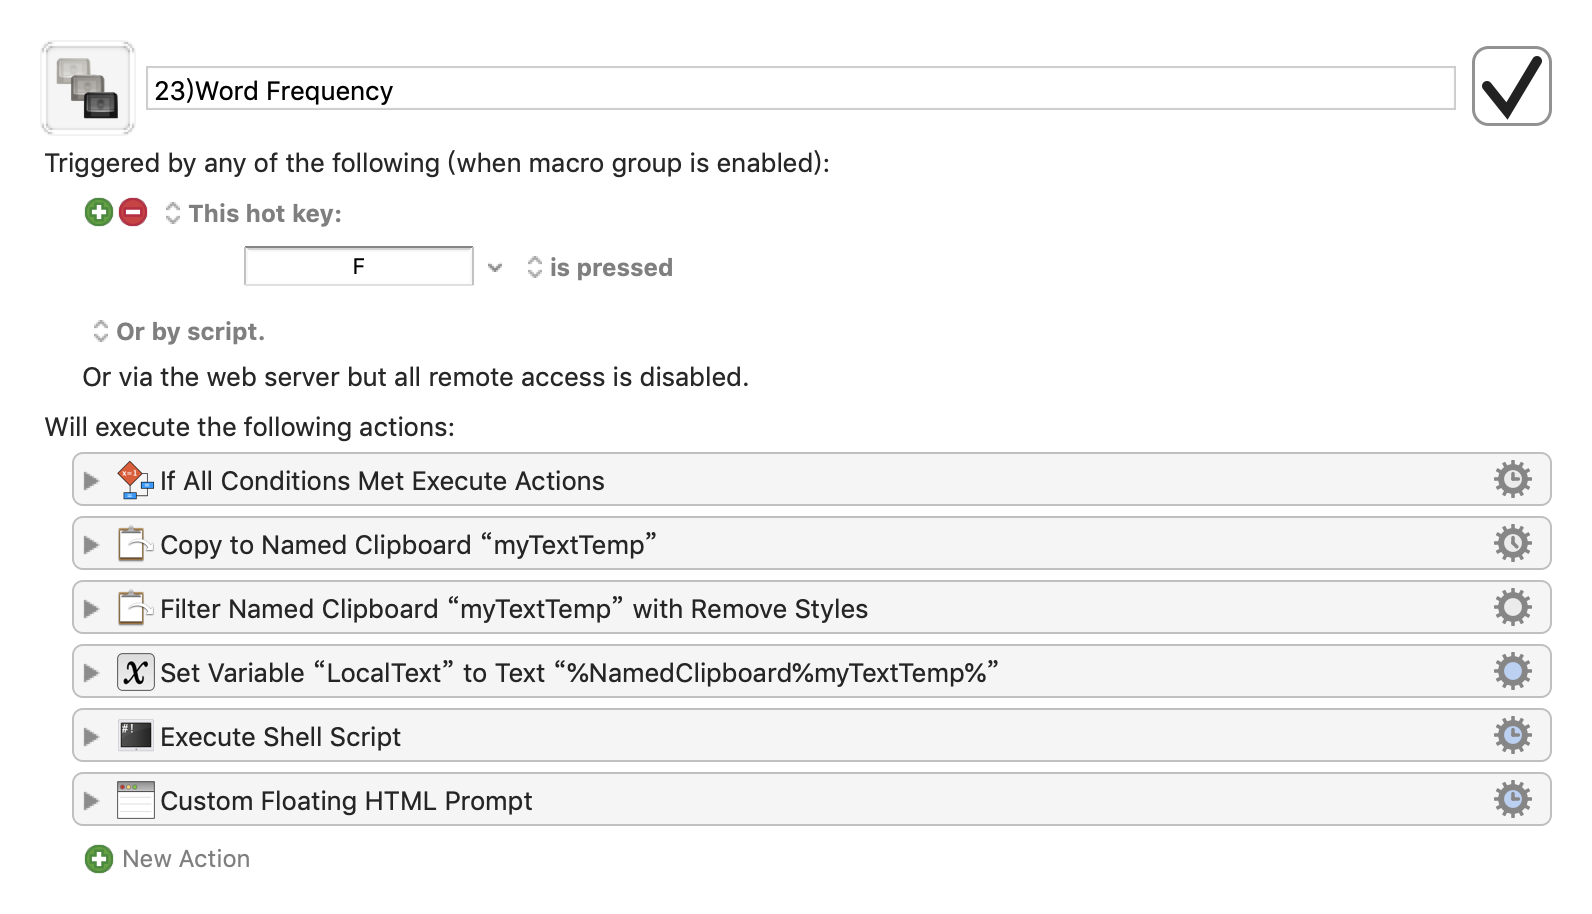 23)Word Frequency
Triggered by any of the following (when macro group is enabled):
This hot key:
F
is pressed
Or by script.
Or via the web server but all remote access is disabled.
Will execute the following actions:
x=1 If All Conditions Met Execute Actions
Copy to Named Clipboard “myTextTemp”
Filter Named Clipboard “myTextTemp” with Remove Styles
X Set Variable “LocalText” to Text “%NamedClipboard%myTextTemp%”
#! Execute Shell Script
Custom Floating HTML Prompt
New Action